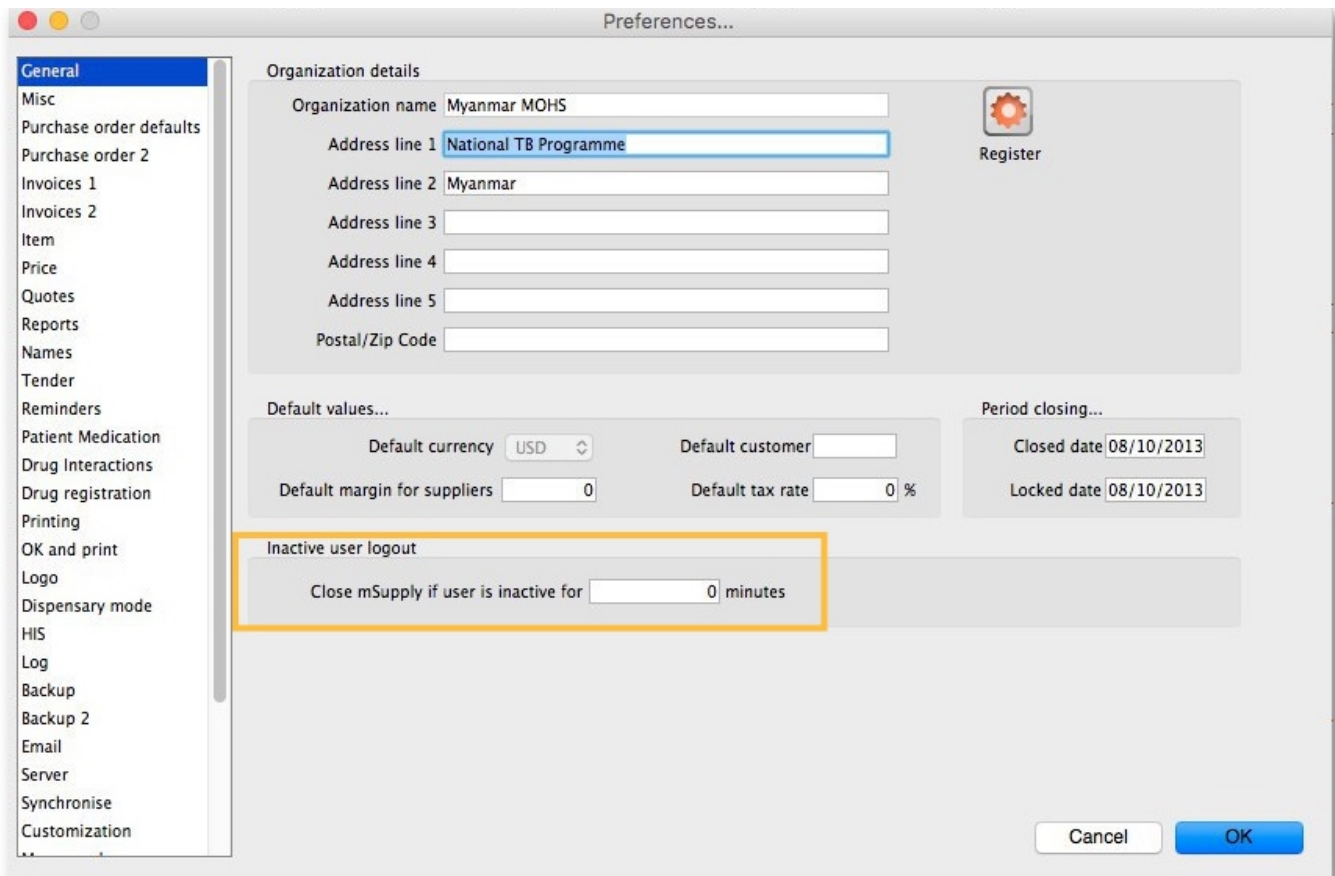 Preferences...
General
Misc
Purchase order defaults
Purchase order 2
Invoices 1
Invoices 2
Item
Price
Quotes
Reports
Names
Tender
Reminders
Patient Medication
Drug Interactions
Drug registration
Printing
OK and print
Logo
Dispensary mode
HIS
Log
Backup
Backup 2
Email
Server
Synchronise
Customization
Organization details
Organization name Myanmar MOHS
Address line 1 National TB Programme
Address line 2 Myanmar
Address line 3
Address line 4
Address line 5
Postal/Zip Code
Register
Default values...
Default currency USD Default customer
Default margin for suppliers 0 Default tax rate 0 %
Period closing...
Closed date 08/10/2013
Locked date 08/10/2013
Inactive user logout
Close mSupply if user is inactive for 0 minutes
Cancel OK